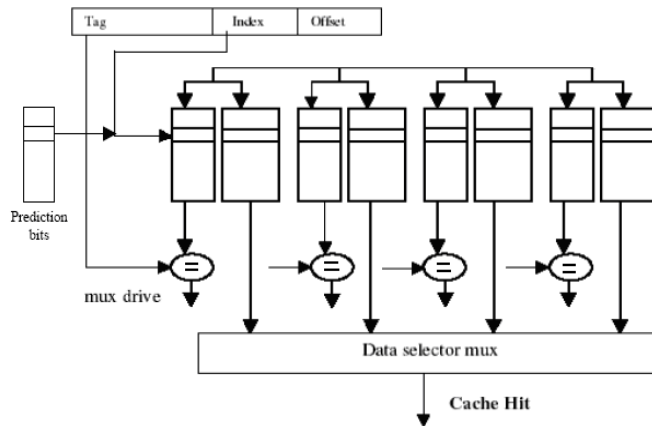 Tag Index Offset
Prediction
bits
=
=
=
=
mux drive
Data selector mux
Cache Hit